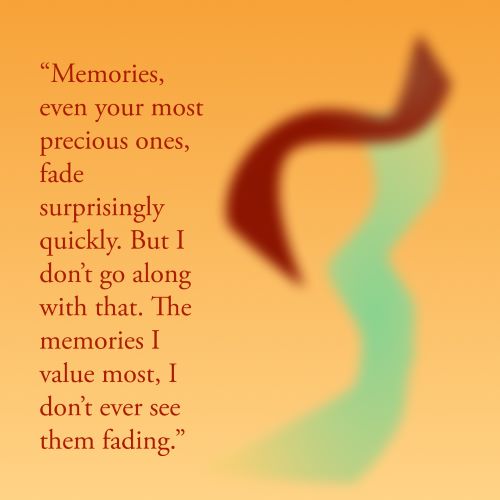 “Memories,
even your most
precious ones,
fade
surprisingly
quickly. But I
don’t go along
with that. The
memories I
value most, I
don’t ever see
them fading.”